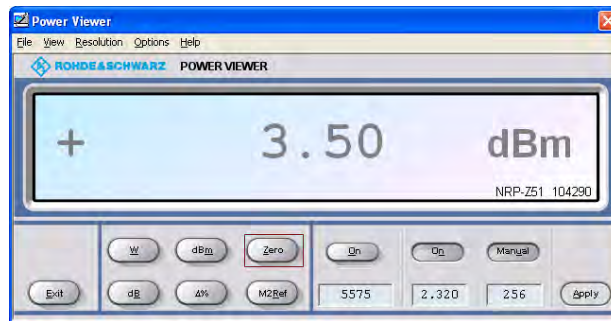 Power Viewer
File View Resolution Options Help
ROHDE&SCHWARZ POWER VIEWER
+ 3.50 dBm
NRP-Z51 104290
W dBm Zero On On Manual
Exit dB Δ% M2Ref 5575 2.320 256 Apply